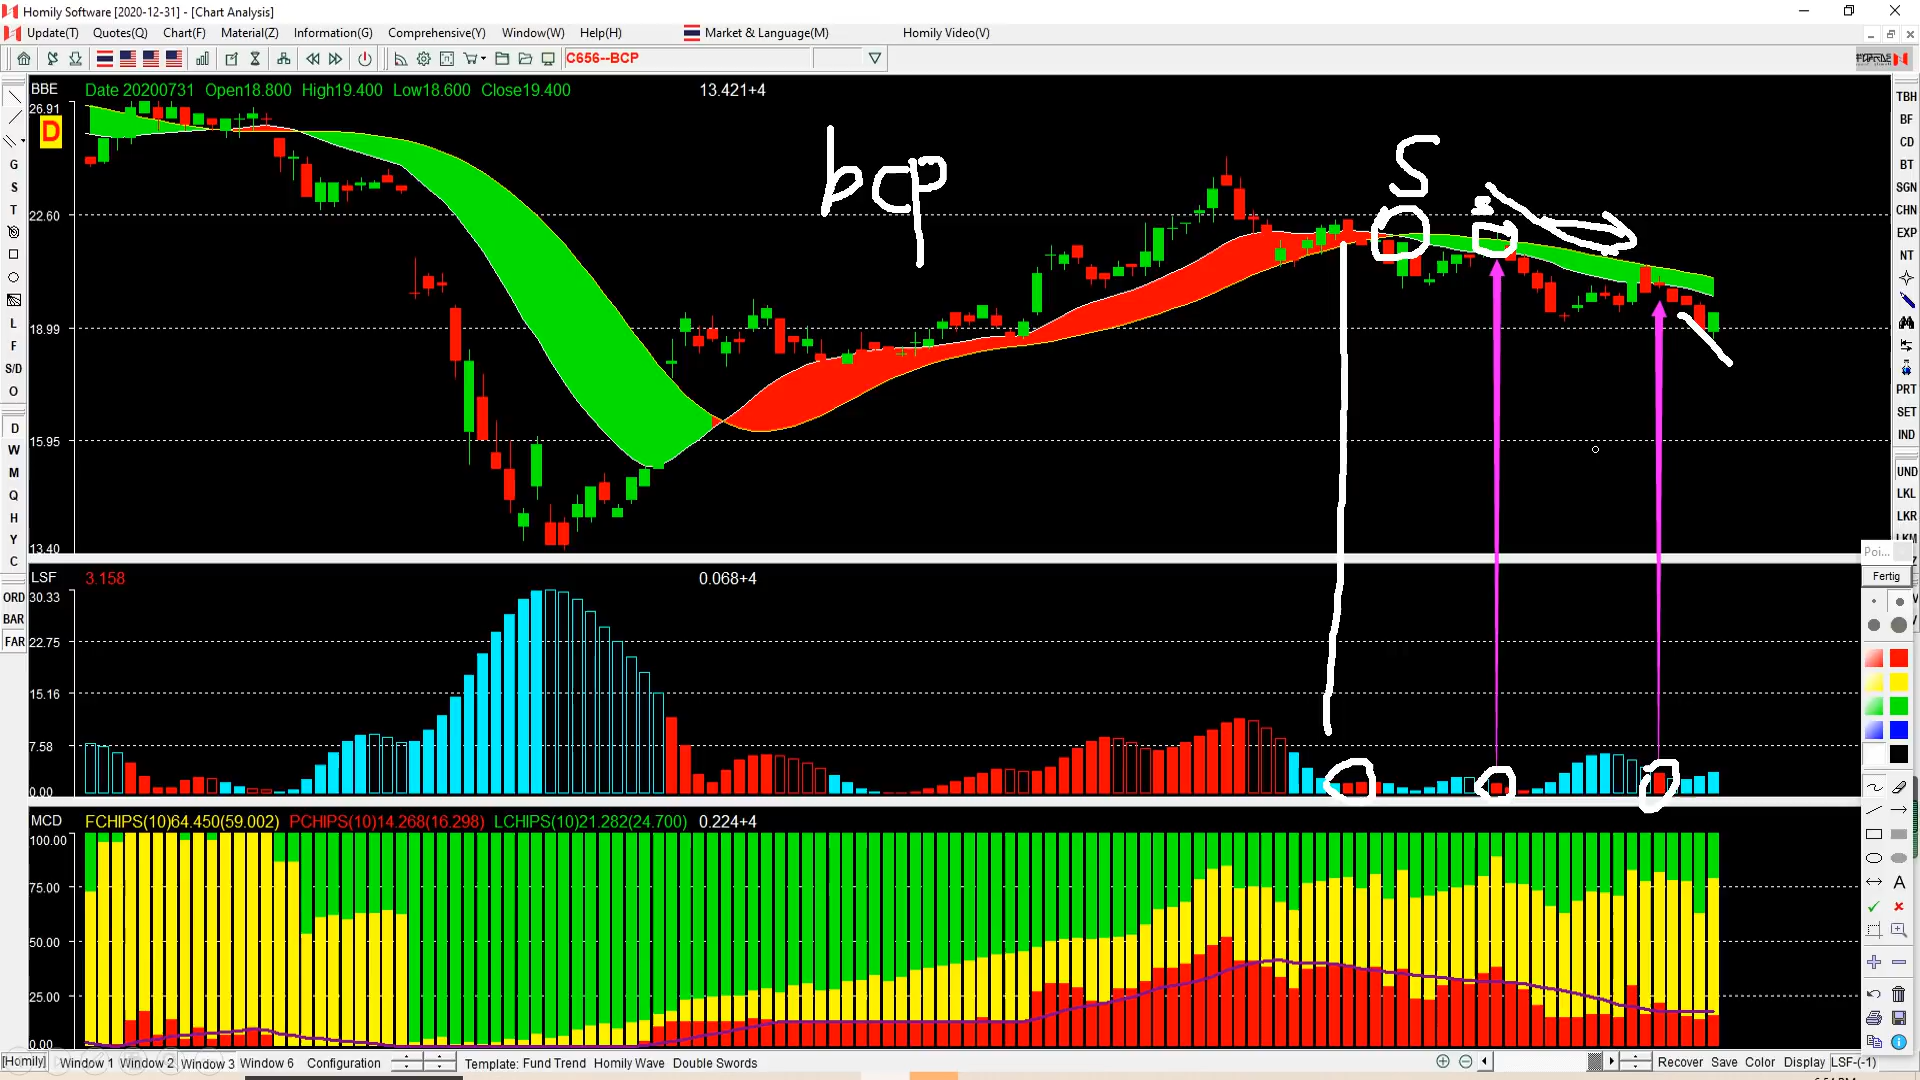 Homily Software [2020-12-31] - [Chart Analysis]
Update(T) Quotes(Q) Chart(F) Material(Z) Information(G) Comprehensive(Y) Window(W) Help(H) Market & Language(M) Homily Video(V)
C656--BCP
BBE Date 20200731 Open18.800 High19.400 Low18.600 Close19.400 13.421+4
26.91
D
22.60
18.99
15.95
13.40
bcp
S
LSF 3.158 0.068+4
30.33
22.75
15.16
7.58
0.00
MCD FCHIPS(10)64.450(59.002) PCHIPS(10)14.268(16.298) LCHIPS(10)21.282(24.700) 0.224+4
100.00
75.00
50.00
25.00
0.00
G
S
T
L
F
S/D
O
D
W
M
Q
H
Y
C
ORD
BAR
FAR
TBH
BF
CD
BT
SGN
CHN
EXP
NT
PRT
SET
IND
UND
LKL
LKR
LKM
Poi...
Fertig
A
[Homily] Window 1 Window 2 Window 3 Window 6 Configuration Template: Fund Trend Homily Wave Double Swords Recover Save Color Display LSF-(-1)